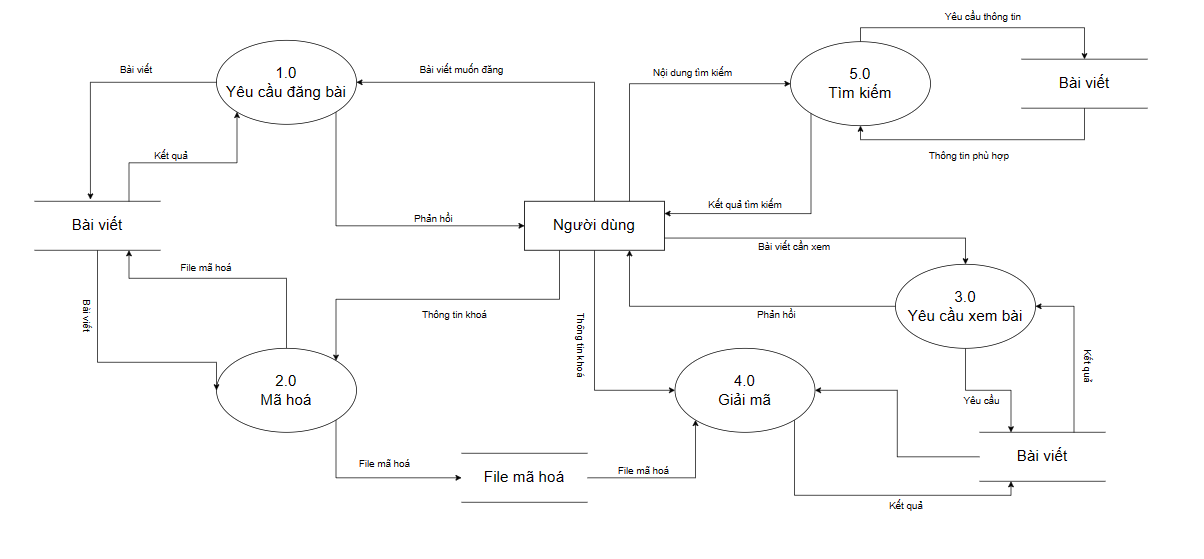 Yêu cầu thông tin
Bài viết
1.0
Yêu cầu đăng bài
Bài viết muốn đăng
Nội dung tìm kiếm
5.0
Tìm kiếm
Bài viết
Kết quả
Thông tin phù hợp
Bài viết
Phản hồi
Người dùng
Kết quả tìm kiếm
Bài viết cần xem
File mã hoá
Bài viết
Thông tin khoá
Thông tin khoá
Phản hồi
3.0
Yêu cầu xem bài
2.0
Mã hoá
4.0
Giải mã
Yêu cầu
Kết quả
File mã hoá
File mã hoá
File mã hoá
Bài viết
Kết quả